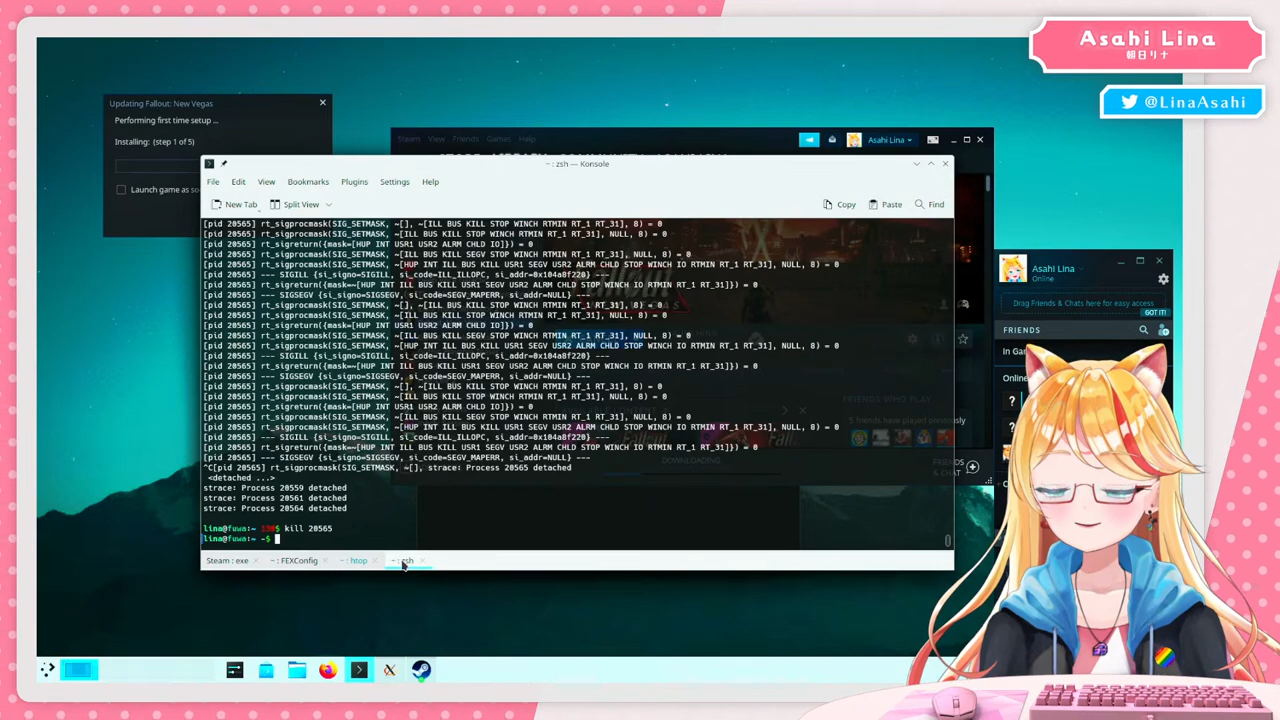 Asahi Lina
朝日リナ
@LinaAsahi
Updating Fallout: New Vegas
Performing first time setup ...
Installing: (step 1 of 5)
Launch game as so
Steam View Friends Games Help
Asahi Lina
~ : zsh — Konsole
File Edit View Bookmarks Plugins Settings Help
New Tab Split View Copy Paste Find
[pid 20565] rt_sigprocmask(SIG_SETMASK, ~[], ~[ILL BUS KILL STOP WINCH RTMIN RT_1 RT_31], 8) = 0
[pid 20565] rt_sigprocmask(SIG_SETMASK, ~[ILL BUS KILL SEGV STOP WINCH RTMIN RT_1 RT_31], NULL, 8) = 0
[pid 20565] rt_sigreturn({mask=[HUP INT USR1 USR2 ALRM CHLD IO]}) = 0
[pid 20565] rt_sigprocmask(SIG_SETMASK, ~[ILL BUS KILL SEGV STOP WINCH RTMIN RT_1 RT_31], NULL, 8) = 0
[pid 20565] rt_sigprocmask(SIG_SETMASK, ~[HUP INT ILL BUS KILL USR1 SEGV USR2 ALRM CHLD STOP WINCH IO RTMIN RT_1 RT_31], NULL, 8) = 0
[pid 20565] --- SIGILL {si_signo=SIGILL, si_code=ILL_ILLOPC, si_addr=0x104a8f220} ---
[pid 20565] rt_sigreturn({mask=~[HUP INT ILL BUS KILL USR1 SEGV USR2 ALRM CHLD STOP WINCH IO RTMIN RT_1 RT_31]}) = 0
[pid 20565] --- SIGSEGV {si_signo=SIGSEGV, si_code=SEGV_MAPERR, si_addr=NULL} ---
[pid 20565] rt_sigprocmask(SIG_SETMASK, ~[], ~[ILL BUS KILL STOP WINCH RTMIN RT_1 RT_31], 8) = 0
[pid 20565] rt_sigprocmask(SIG_SETMASK, ~[ILL BUS KILL SEGV STOP WINCH RTMIN RT_1 RT_31], NULL, 8) = 0
[pid 20565] rt_sigreturn({mask=[HUP INT USR1 USR2 ALRM CHLD IO]}) = 0
[pid 20565] rt_sigprocmask(SIG_SETMASK, ~[ILL BUS KILL SEGV STOP WINCH RTMIN RT_1 RT_31], NULL, 8) = 0
[pid 20565] rt_sigprocmask(SIG_SETMASK, ~[HUP INT ILL BUS KILL USR1 SEGV USR2 ALRM CHLD STOP WINCH IO RTMIN RT_1 RT_31], NULL, 8) = 0
[pid 20565] --- SIGILL {si_signo=SIGILL, si_code=ILL_ILLOPC, si_addr=0x104a8f220} ---
[pid 20565] rt_sigreturn({mask=~[HUP INT ILL BUS KILL USR1 SEGV USR2 ALRM CHLD STOP WINCH IO RTMIN RT_1 RT_31]}) = 0
[pid 20565] --- SIGSEGV {si_signo=SIGSEGV, si_code=SEGV_MAPERR, si_addr=NULL} ---
[pid 20565] rt_sigprocmask(SIG_SETMASK, ~[], ~[ILL BUS KILL STOP WINCH RTMIN RT_1 RT_31], 8) = 0
[pid 20565] rt_sigprocmask(SIG_SETMASK, ~[ILL BUS KILL SEGV STOP WINCH RTMIN RT_1 RT_31], NULL, 8) = 0
[pid 20565] rt_sigreturn({mask=[HUP INT USR1 USR2 ALRM CHLD IO]}) = 0
[pid 20565] rt_sigprocmask(SIG_SETMASK, ~[ILL BUS KILL SEGV STOP WINCH RTMIN RT_1 RT_31], NULL, 8) = 0
[pid 20565] rt_sigprocmask(SIG_SETMASK, ~[HUP INT ILL BUS KILL USR1 SEGV USR2 ALRM CHLD STOP WINCH IO RTMIN RT_1 RT_31], NULL, 8) = 0
[pid 20565] --- SIGILL {si_signo=SIGILL, si_code=ILL_ILLOPC, si_addr=0x104a8f220} ---
[pid 20565] rt_sigreturn({mask=~[HUP INT ILL BUS KILL USR1 SEGV USR2 ALRM CHLD STOP WINCH IO RTMIN RT_1 RT_31]}) = 0
[pid 20565] --- SIGSEGV {si_signo=SIGSEGV, si_code=SEGV_MAPERR, si_addr=NULL} ---
^C[pid 20565] rt_sigprocmask(SIG_SETMASK, ~[], strace: Process 20565 detached
<detached ...>
strace: Process 20559 detached
strace: Process 20561 detached
strace: Process 20564 detached
lina@fuwa:~ 130$ kill 20565
lina@fuwa:~ ~$
Steam : exe ~ : FEXConfig ~ : htop ~ : zsh
FRIENDS WHO PLAY
5 friends have played previously
DOWNLOADING
FRIENDS
& CHAT
Asahi Lina
Online
Drag Friends & Chats here for easy access
GOT IT!
FRIENDS
In Gam
Online